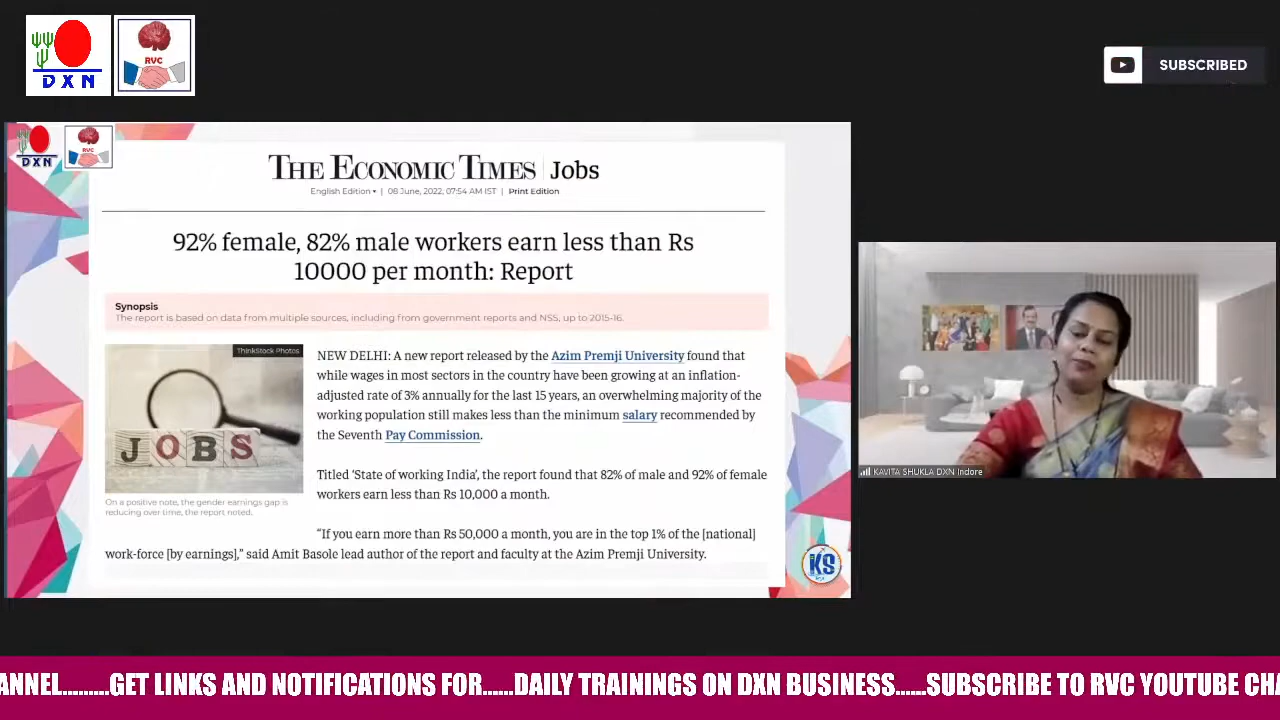 DXN
RVC
SUBSCRIBED
DXN
RVC
THE ECONOMIC TIMES | Jobs
English Edition ▾ | 08 June, 2022, 07:54 AM IST | Print Edition
92% female, 82% male workers earn less than Rs
10000 per month: Report
Synopsis
The report is based on data from multiple sources, including from government reports and NSS, up to 2015-16.
ThinkStock Photos
JOBS
On a positive note, the gender earnings gap is
reducing over time, the report noted.
NEW DELHI: A new report released by the Azim Premji University found that
while wages in most sectors in the country have been growing at an inflation-
adjusted rate of 3% annually for the last 15 years, an overwhelming majority of the
working population still makes less than the minimum salary recommended by
the Seventh Pay Commission.
Titled ‘State of working India’, the report found that 82% of male and 92% of female
workers earn less than Rs 10,000 a month.
“If you earn more than Rs 50,000 a month, you are in the top 1% of the [national]
work-force [by earnings],” said Amit Basole lead author of the report and faculty at the Azim Premji University.
KS
KAVITA SHUKLA DXN Indore
ANNEL.........GET LINKS AND NOTIFICATIONS FOR......DAILY TRAININGS ON DXN BUSINESS......SUBSCRIBE TO RVC YOUTUBE CHA